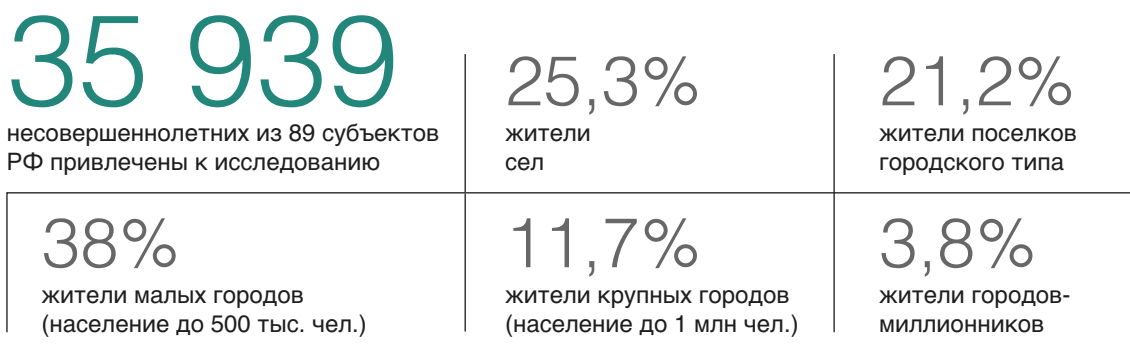 35 939
несовершеннолетних из 89 субъектов
РФ привлечены к исследованию
25,3%
жители
сел
21,2%
жители поселков
городского типа
38%
жители малых городов
(население до 500 тыс. чел.)
11,7%
жители крупных городов
(население до 1 млн чел.)
3,8%
жители городов-
миллионников